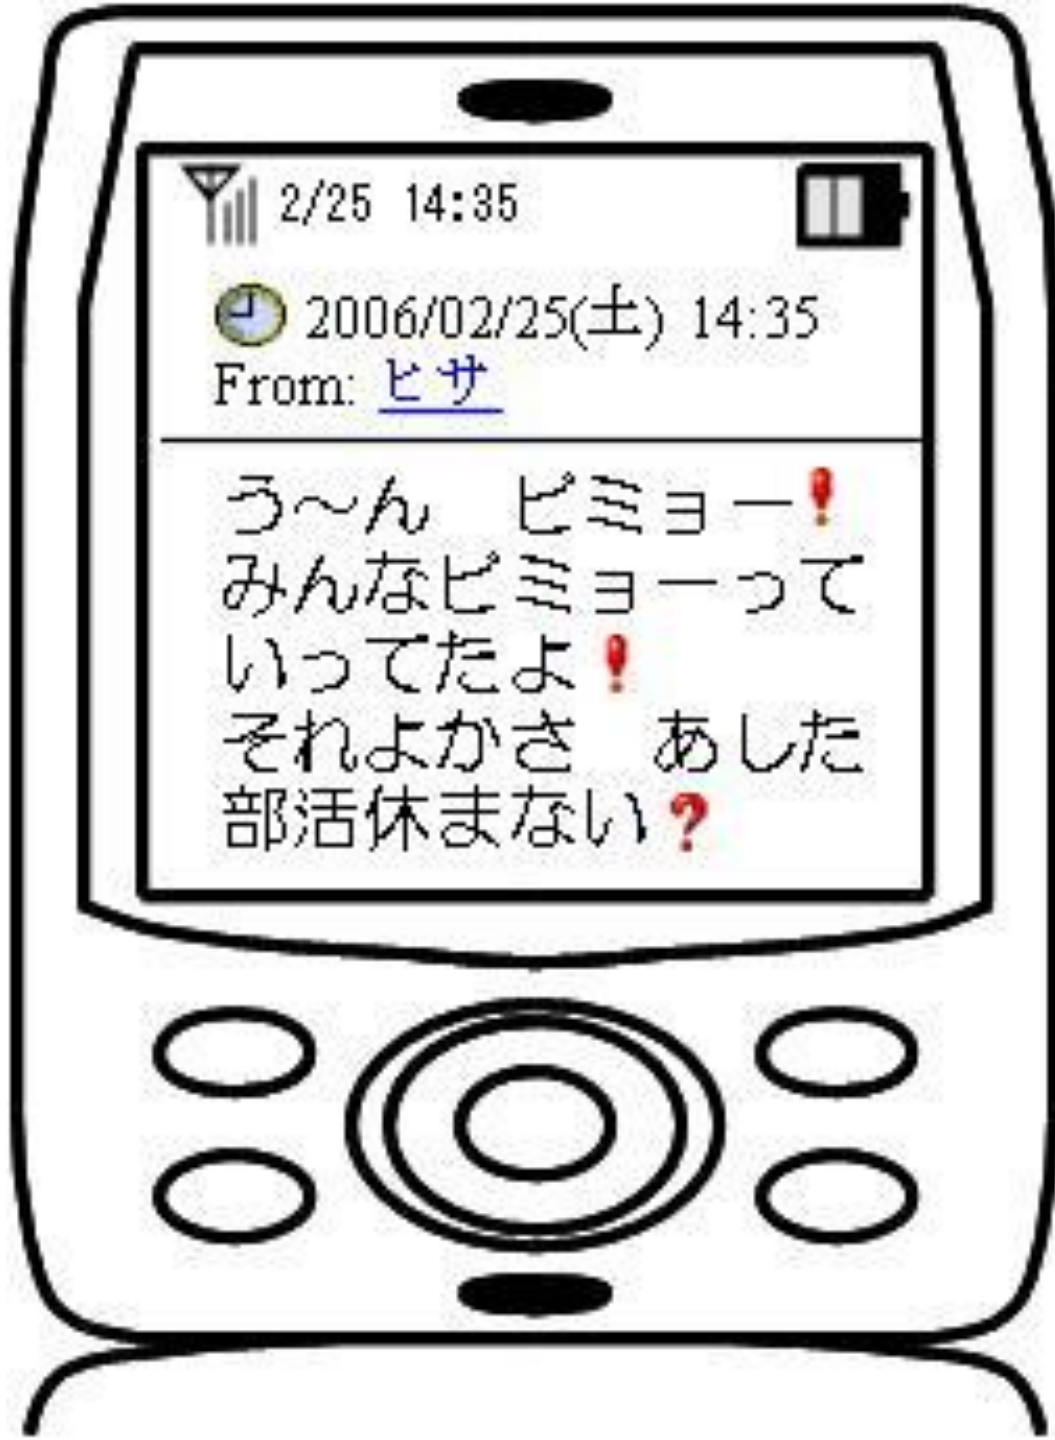 2/25 14:35
2006/02/25(土) 14:35
From: ヒサ
う～ん　ピミョー❗
みんなピミョーって
いってたよ❗
それよかさ　あした
部活休まない❓